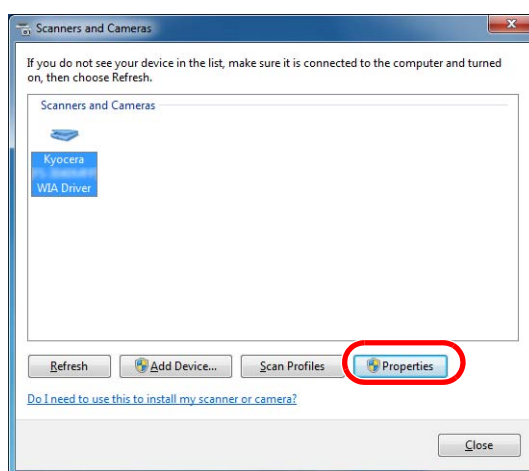 Scanners and Cameras
If you do not see your device in the list, make sure it is connected to the computer and turned
on, then choose Refresh.
Scanners and Cameras
Kyocera
WIA Driver
Refresh Add Device... Scan Profiles Properties
Do I need to use this to install my scanner or camera?
Close